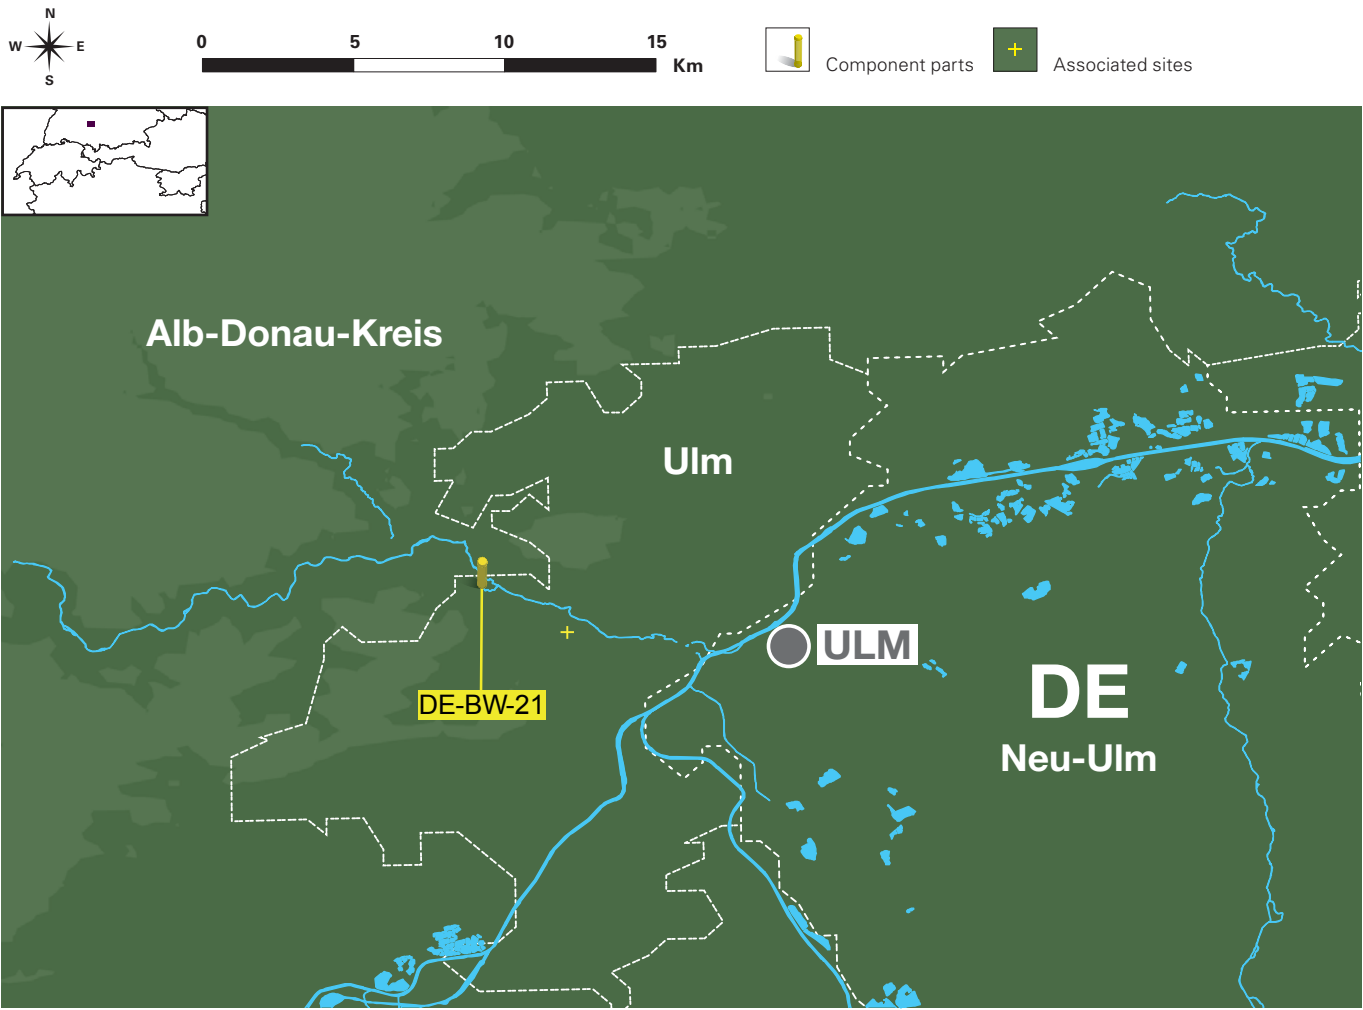 N
W E
S
0 5 10 15
Km
Component parts
Associated sites
Alb-Donau-Kreis
Ulm
ULM
DE-BW-21
DE
Neu-Ulm